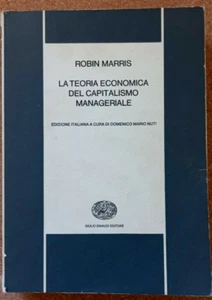 ROBIN MARRIS
LA TEORIA ECONOMICA
DEL CAPITALISMO
MANAGERIALE
EDIZIONE ITALIANA A CURA DI DOMENICO MARIO NUTI
GIULIO EINAUDI EDITORE